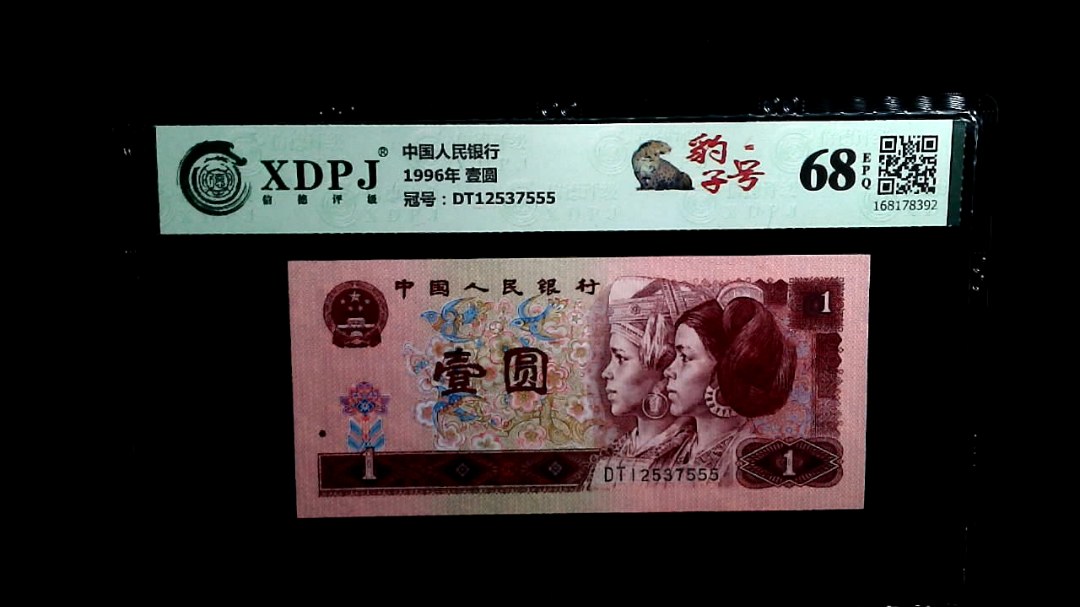 XDPJ®
信德评级
中国人民银行
1996年 壹圆
冠号：DT12537555
豹子号
68
EPQ
168178392
中国人民银行
1
壹圆
1
DT12537555
1